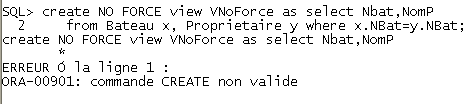 SQL> create NO FORCE view VNoForce as select Nbat,NomP
2 from Bateau x, Proprietaire y where x.NBat=y.NBat;
create NO FORCE view VNoForce as select Nbat,NomP
*
ERREUR Ó la ligne 1 :
ORA-00901: commande CREATE non valide